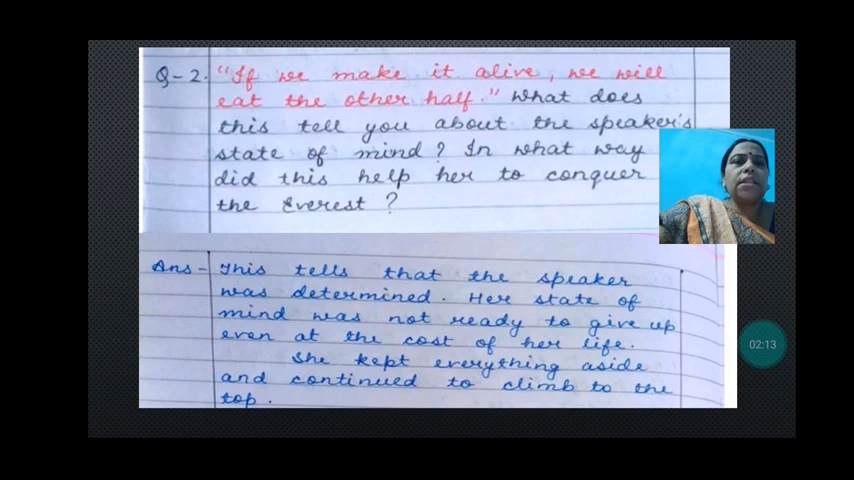 Q-2. "If we make it alive, we will
eat the other half." What does
this tell you about the speaker's
state of mind? In what way
did this help her to conquer
the Everest?
Ans- This tells that the speaker
was determined. Her state of
mind was not ready to give up
even at the cost of her life.
She kept everything aside
and continued to climb to the
top.
02:13